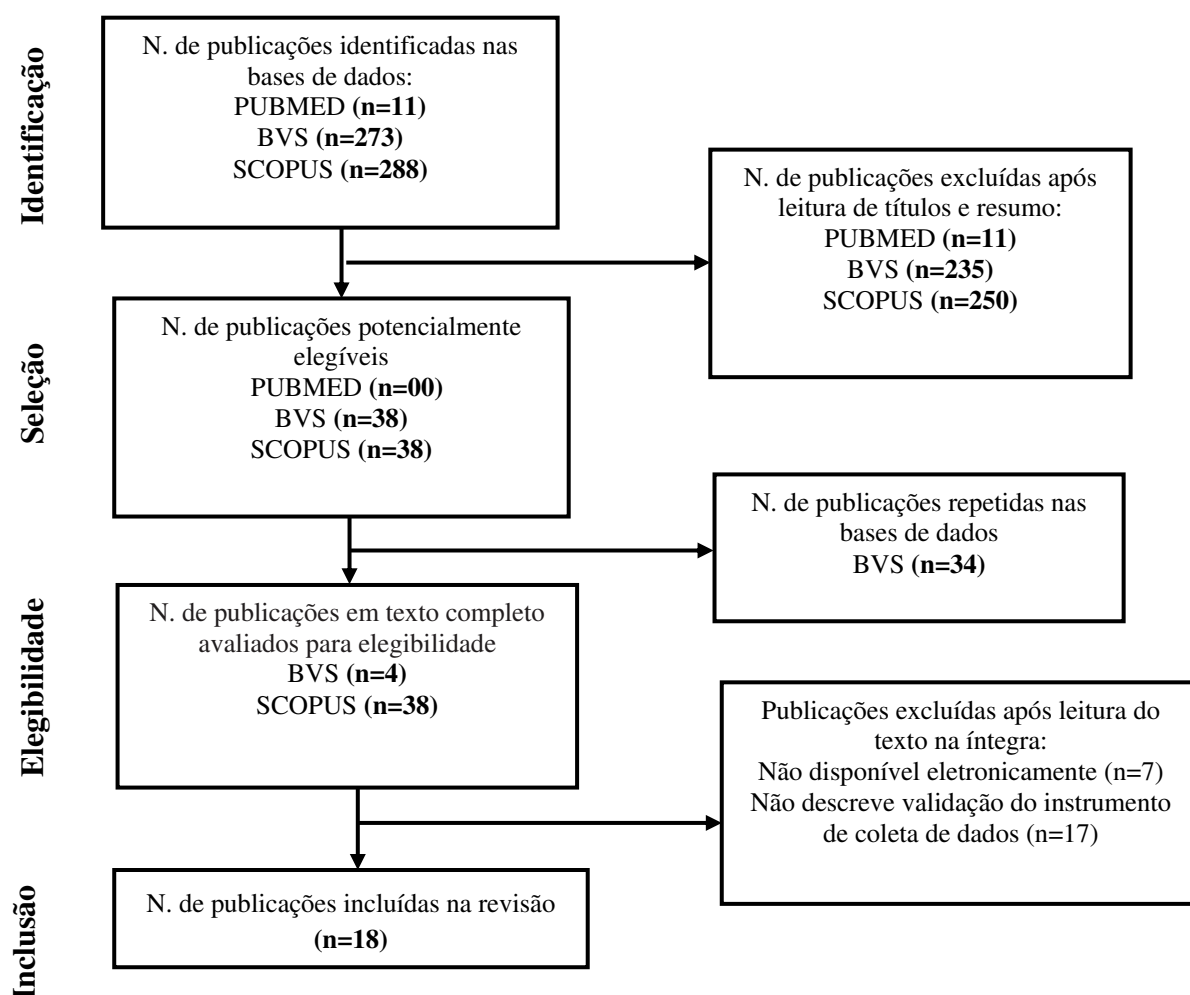 Identificação
N. de publicações identificadas nas
bases de dados:
PUBMED (n=11)
BVS (n=273)
SCOPUS (n=288)
N. de publicações excluídas após
leitura de títulos e resumo:
PUBMED (n=11)
BVS (n=235)
SCOPUS (n=250)
Seleção
N. de publicações potencialmente
elegíveis
PUBMED (n=00)
BVS (n=38)
SCOPUS (n=38)
N. de publicações repetidas nas
bases de dados
BVS (n=34)
Elegibilidade
N. de publicações em texto completo
avaliados para elegibilidade
BVS (n=4)
SCOPUS (n=38)
Publicações excluídas após leitura do
texto na íntegra:
Não disponível eletronicamente (n=7)
Não descreve validação do instrumento
de coleta de dados (n=17)
Inclusão
N. de publicações incluídas na revisão
(n=18)